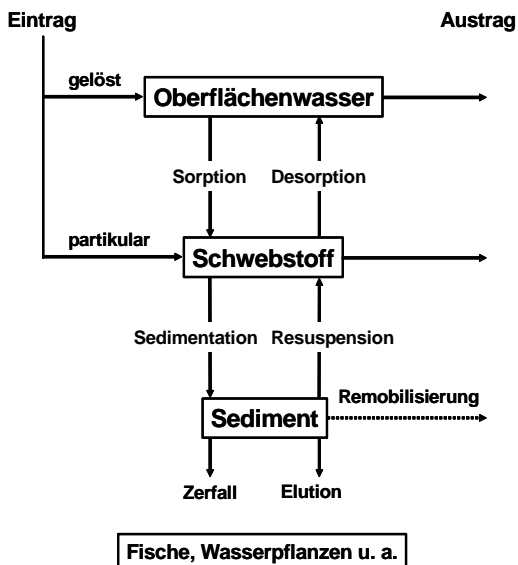 Eintrag
Austrag
gelöst
Oberflächenwasser
Sorption
Desorption
partikular
Schwebstoff
Sedimentation
Resuspension
Remobilisierung
Sediment
Zerfall
Elution
Fische, Wasserpflanzen u. a.